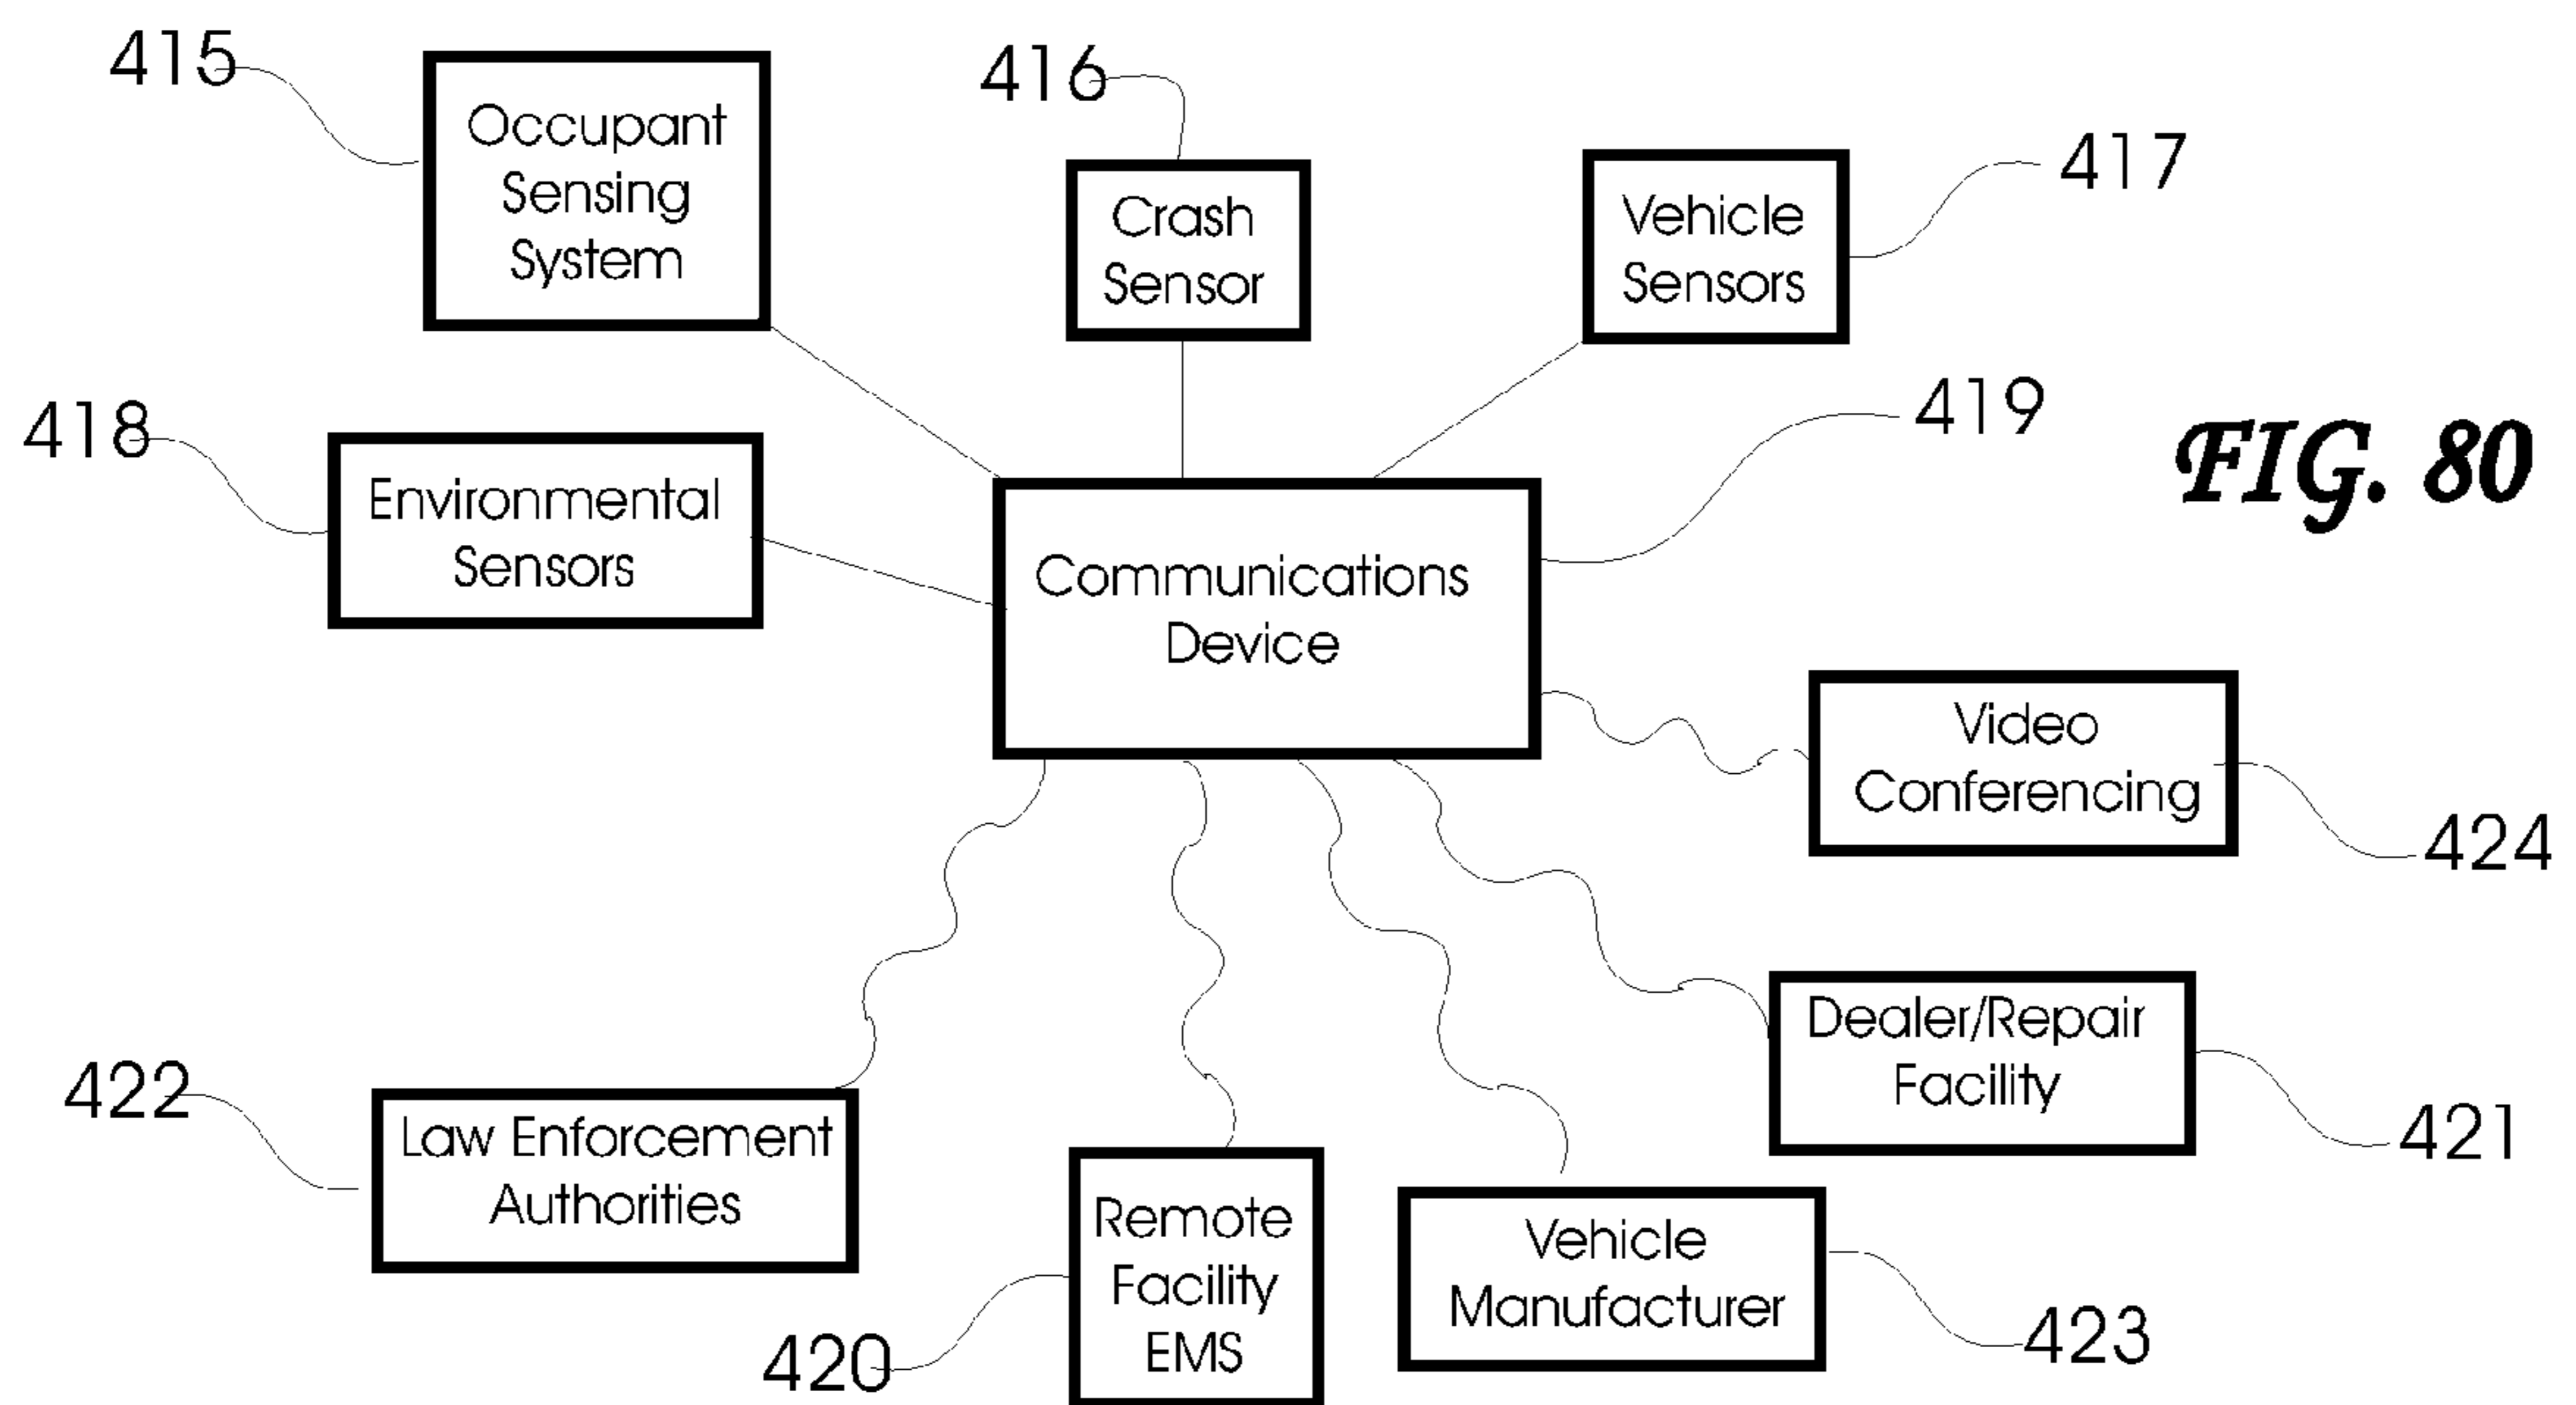 415
Occupant
Sensing
System
416
Crash
Sensor
417
Vehicle
Sensors
418
Environmental
Sensors
419
FIG. 80
Communications
Device
Video
Conferencing
424
Dealer/Repair
Facility
421
422
Law Enforcement
Authorities
Remote
Facility
EMS
420
Vehicle
Manufacturer
423